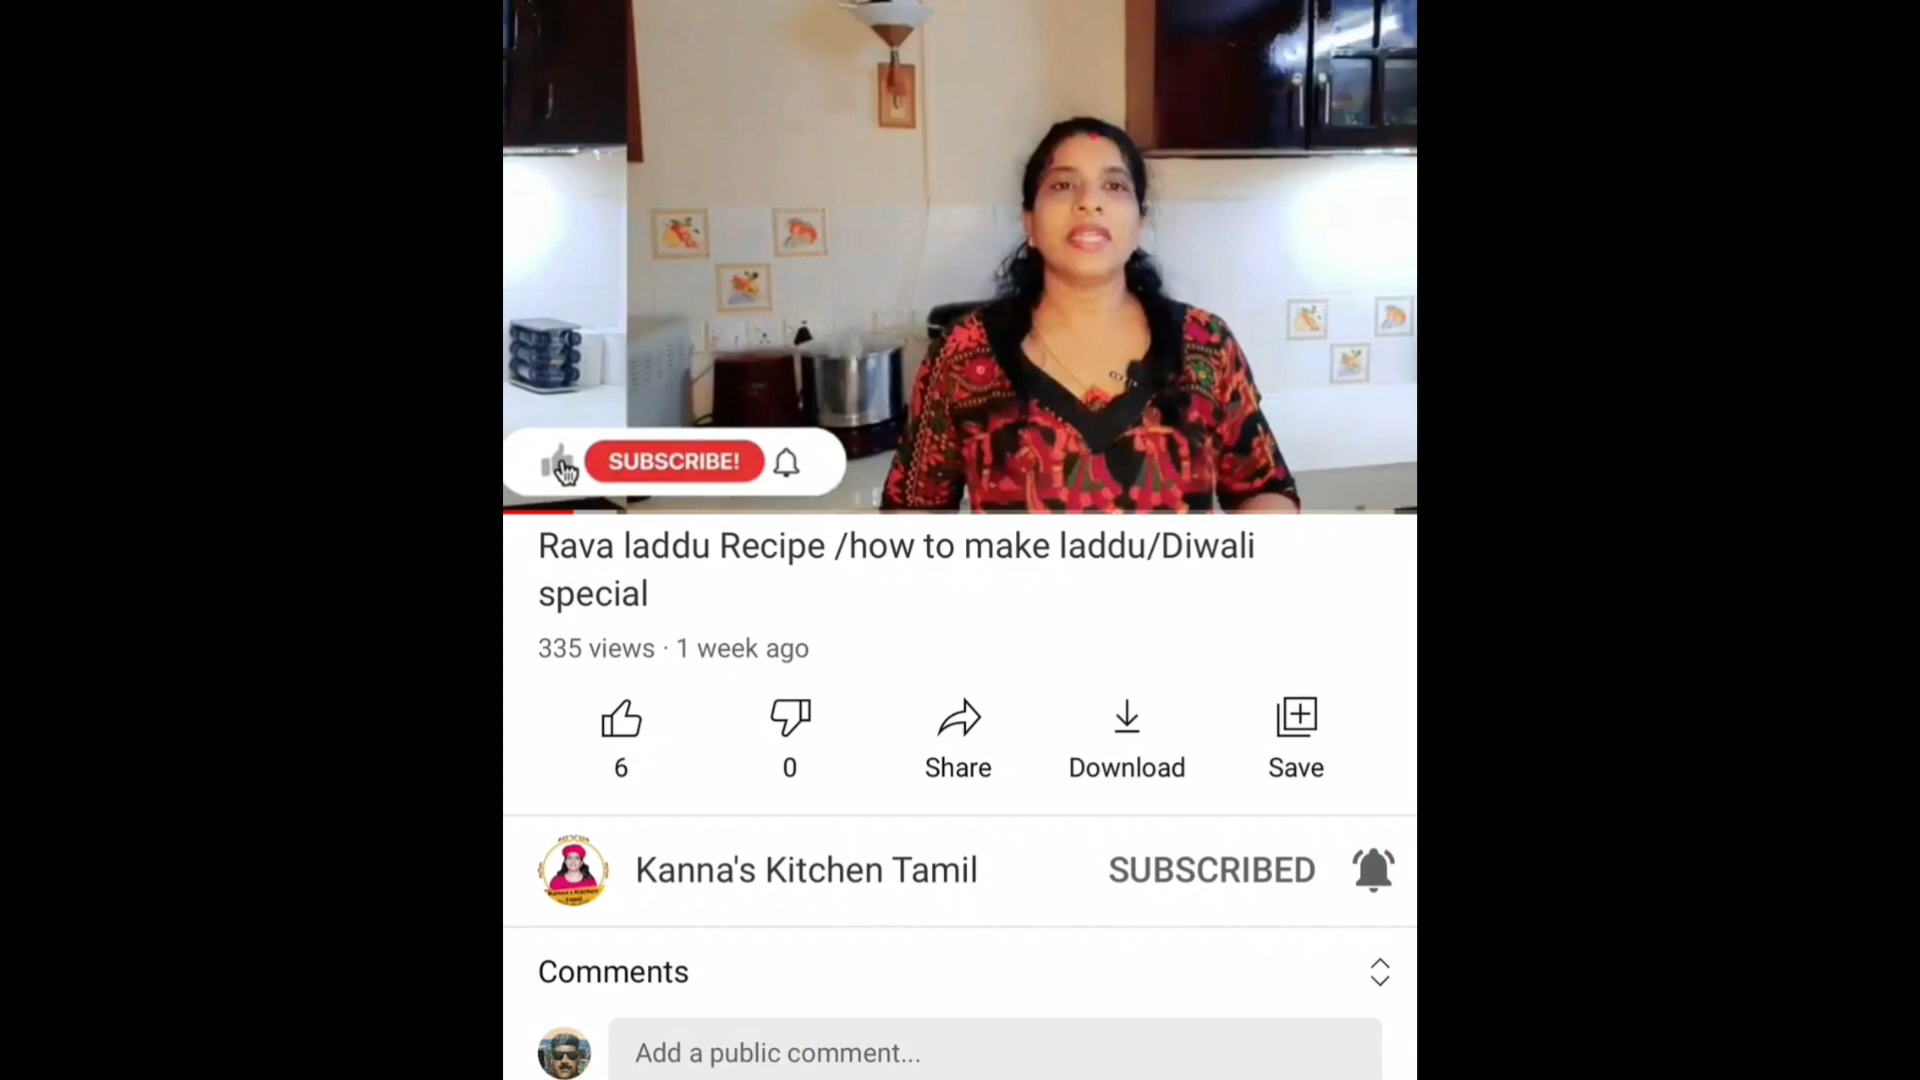 SUBSCRIBE!
Rava laddu Recipe /how to make laddu/Diwali
special
335 views · 1 week ago
6
0
Share
Download
Save
Kanna's Kitchen Tamil
SUBSCRIBED
Comments
Add a public comment...